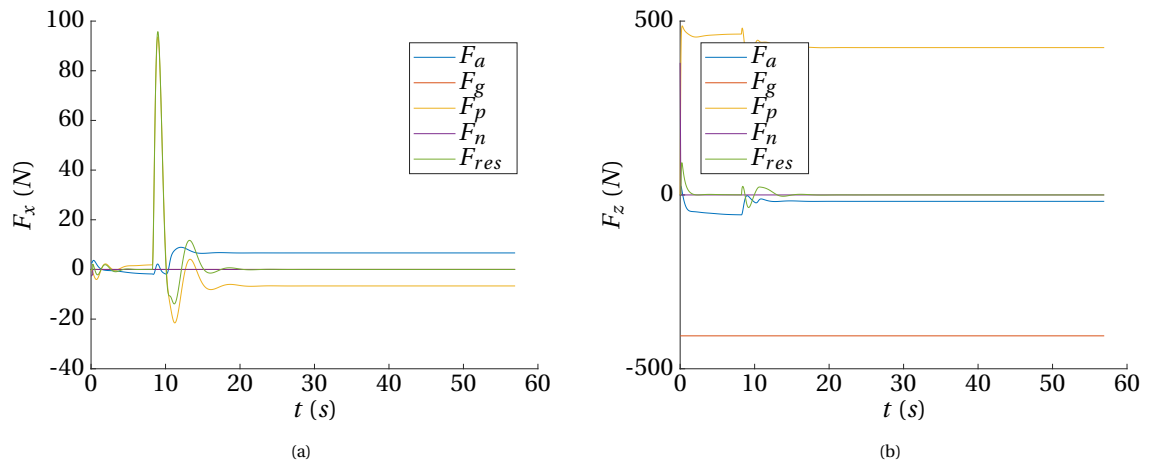 100
80
60
40
20
0
-20
-40
F_x (N)
0 10 20 30 40 50 60
t (s)
F_a
F_g
F_p
F_n
F_res
(a)
500
0
-500
F_z (N)
0 10 20 30 40 50 60
t (s)
F_a
F_g
F_p
F_n
F_res
(b)